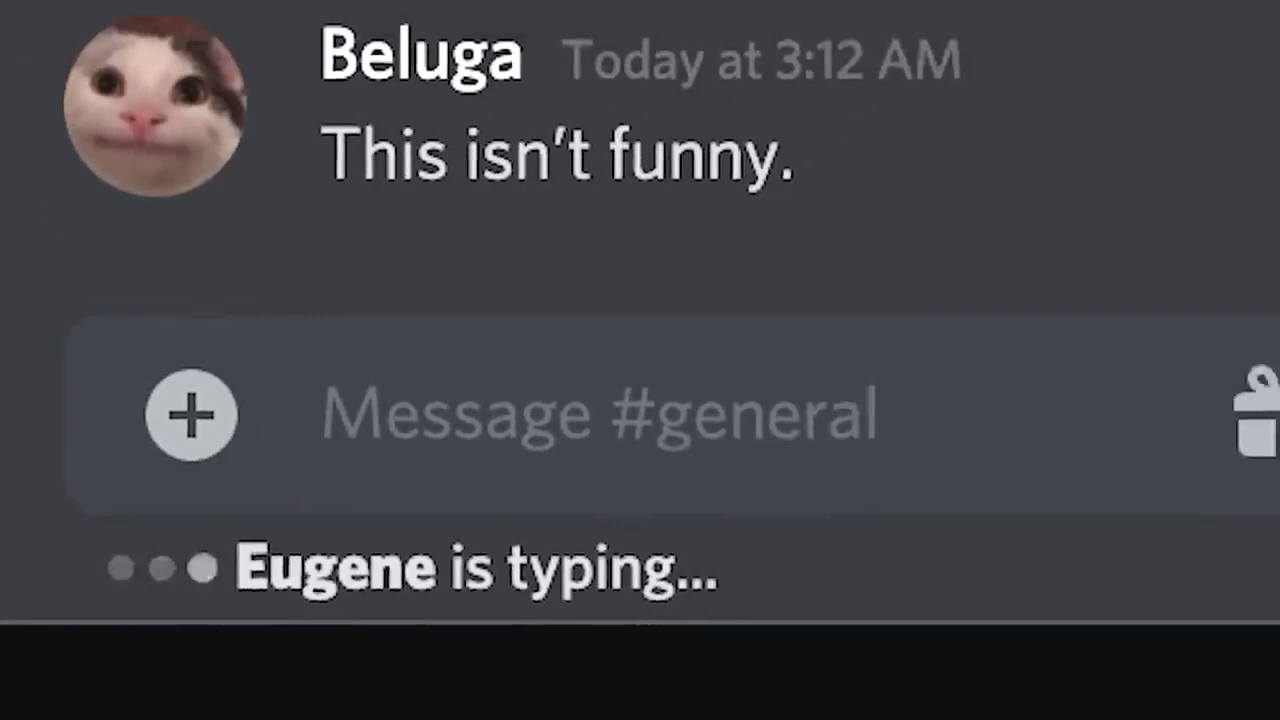 Beluga Today at 3:12 AM
This isn’t funny.
Message #general
Eugene is typing...